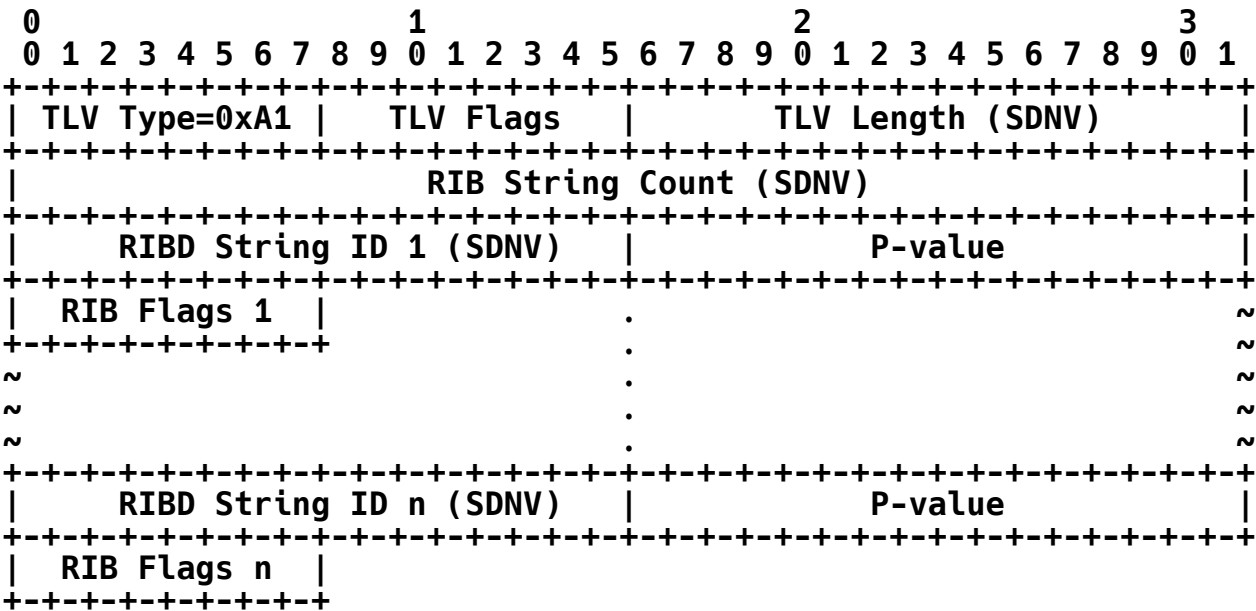 0                   1                   2                   3
 0 1 2 3 4 5 6 7 8 9 0 1 2 3 4 5 6 7 8 9 0 1 2 3 4 5 6 7 8 9 0 1
+-+-+-+-+-+-+-+-+-+-+-+-+-+-+-+-+-+-+-+-+-+-+-+-+-+-+-+-+-+-+-+-+
| TLV Type=0xA1 |   TLV Flags   |       TLV Length (SDNV)       |
+-+-+-+-+-+-+-+-+-+-+-+-+-+-+-+-+-+-+-+-+-+-+-+-+-+-+-+-+-+-+-+-+
|                     RIB String Count (SDNV)                   |
+-+-+-+-+-+-+-+-+-+-+-+-+-+-+-+-+-+-+-+-+-+-+-+-+-+-+-+-+-+-+-+-+
|     RIBD String ID 1 (SDNV)   |            P-value            |
+-+-+-+-+-+-+-+-+-+-+-+-+-+-+-+-+-+-+-+-+-+-+-+-+-+-+-+-+-+-+-+-+
|  RIB Flags 1  |               .                               ~
+-+-+-+-+-+-+-+-+               .                               ~
~                               .                               ~
~                               .                               ~
~                               .                               ~
+-+-+-+-+-+-+-+-+-+-+-+-+-+-+-+-+-+-+-+-+-+-+-+-+-+-+-+-+-+-+-+-+
|     RIBD String ID n (SDNV)   |            P-value            |
+-+-+-+-+-+-+-+-+-+-+-+-+-+-+-+-+-+-+-+-+-+-+-+-+-+-+-+-+-+-+-+-+
|  RIB Flags n  |
+-+-+-+-+-+-+-+-+